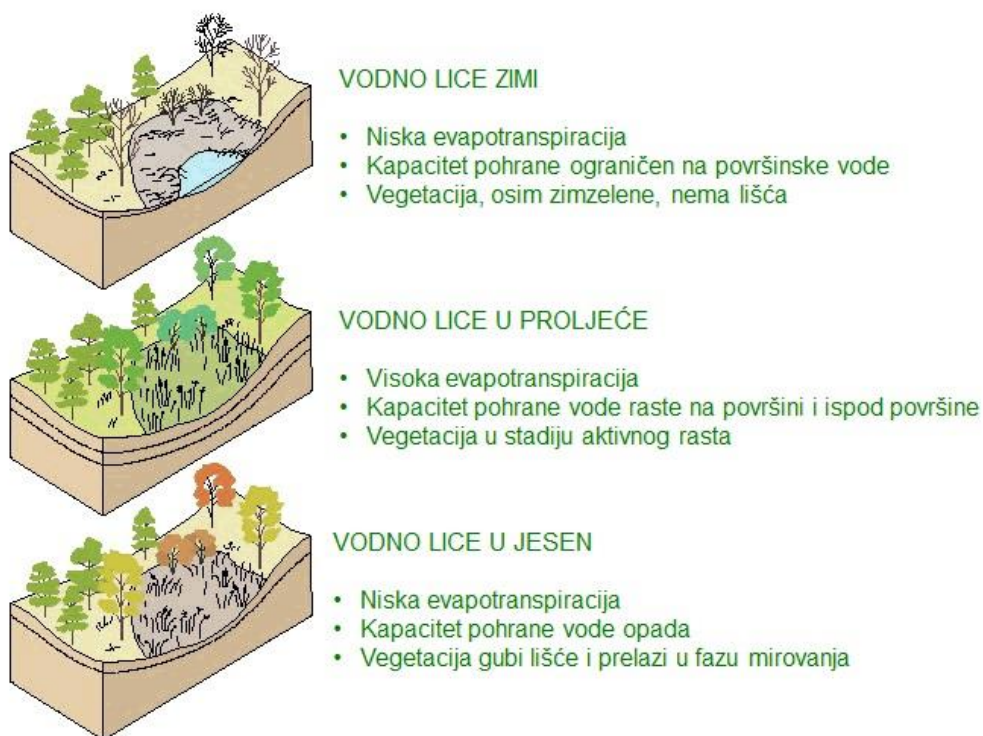 VODNO LICE ZIMI
• Niska evapotranspiracija
• Kapacitet pohrane ograničen na površinske vode
• Vegetacija, osim zimzelene, nema lišća
VODNO LICE U PROLJEĆE
• Visoka evapotranspiracija
• Kapacitet pohrane vode raste na površini i ispod površine
• Vegetacija u stadiju aktivnog rasta
VODNO LICE U JESEN
• Niska evapotranspiracija
• Kapacitet pohrane vode opada
• Vegetacija gubi lišće i prelazi u fazu mirovanja